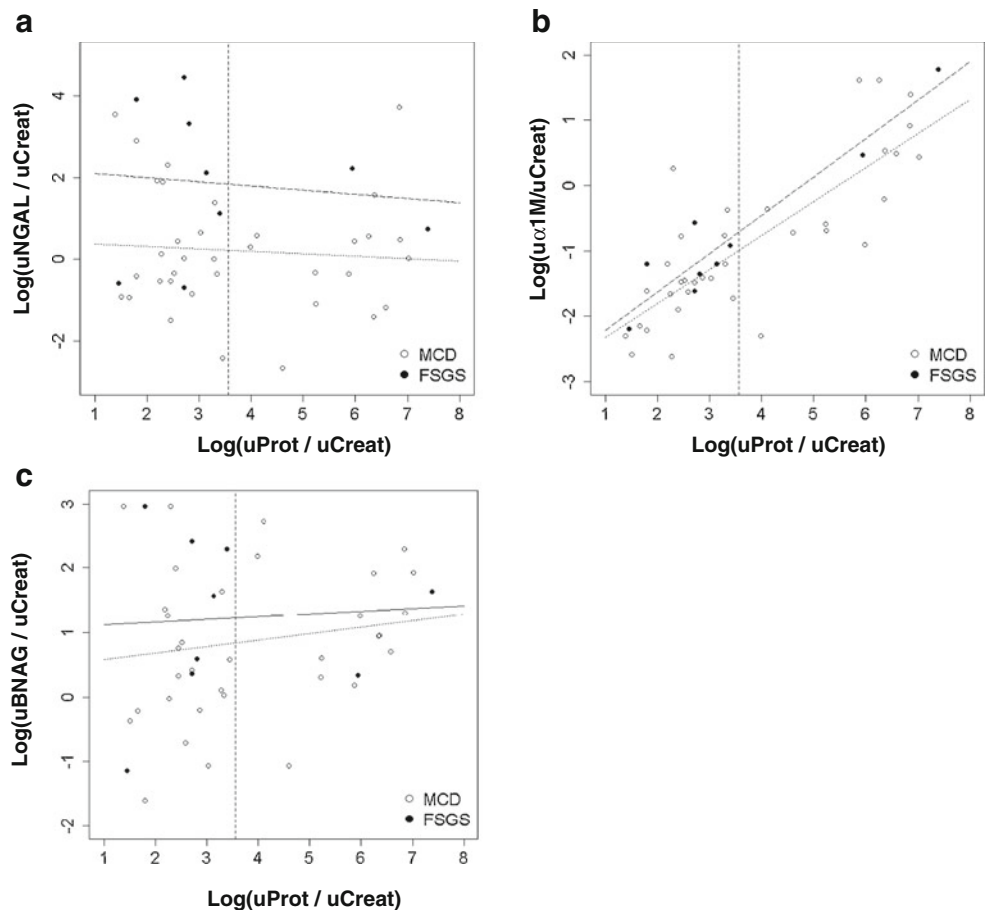 a
Log(uNGAL / uCreat)
4
2
0
-2
MCD
FSGS
1 2 3 4 5 6 7 8
Log(uProt / uCreat)
b
Log(uα1M/uCreat)
2
1
0
-1
-2
-3
MCD
FSGS
1 2 3 4 5 6 7 8
Log(uProt / uCreat)
c
Log(uBNAG / uCreat)
3
2
1
0
-1
-2
MCD
FSGS
1 2 3 4 5 6 7 8
Log(uProt / uCreat)